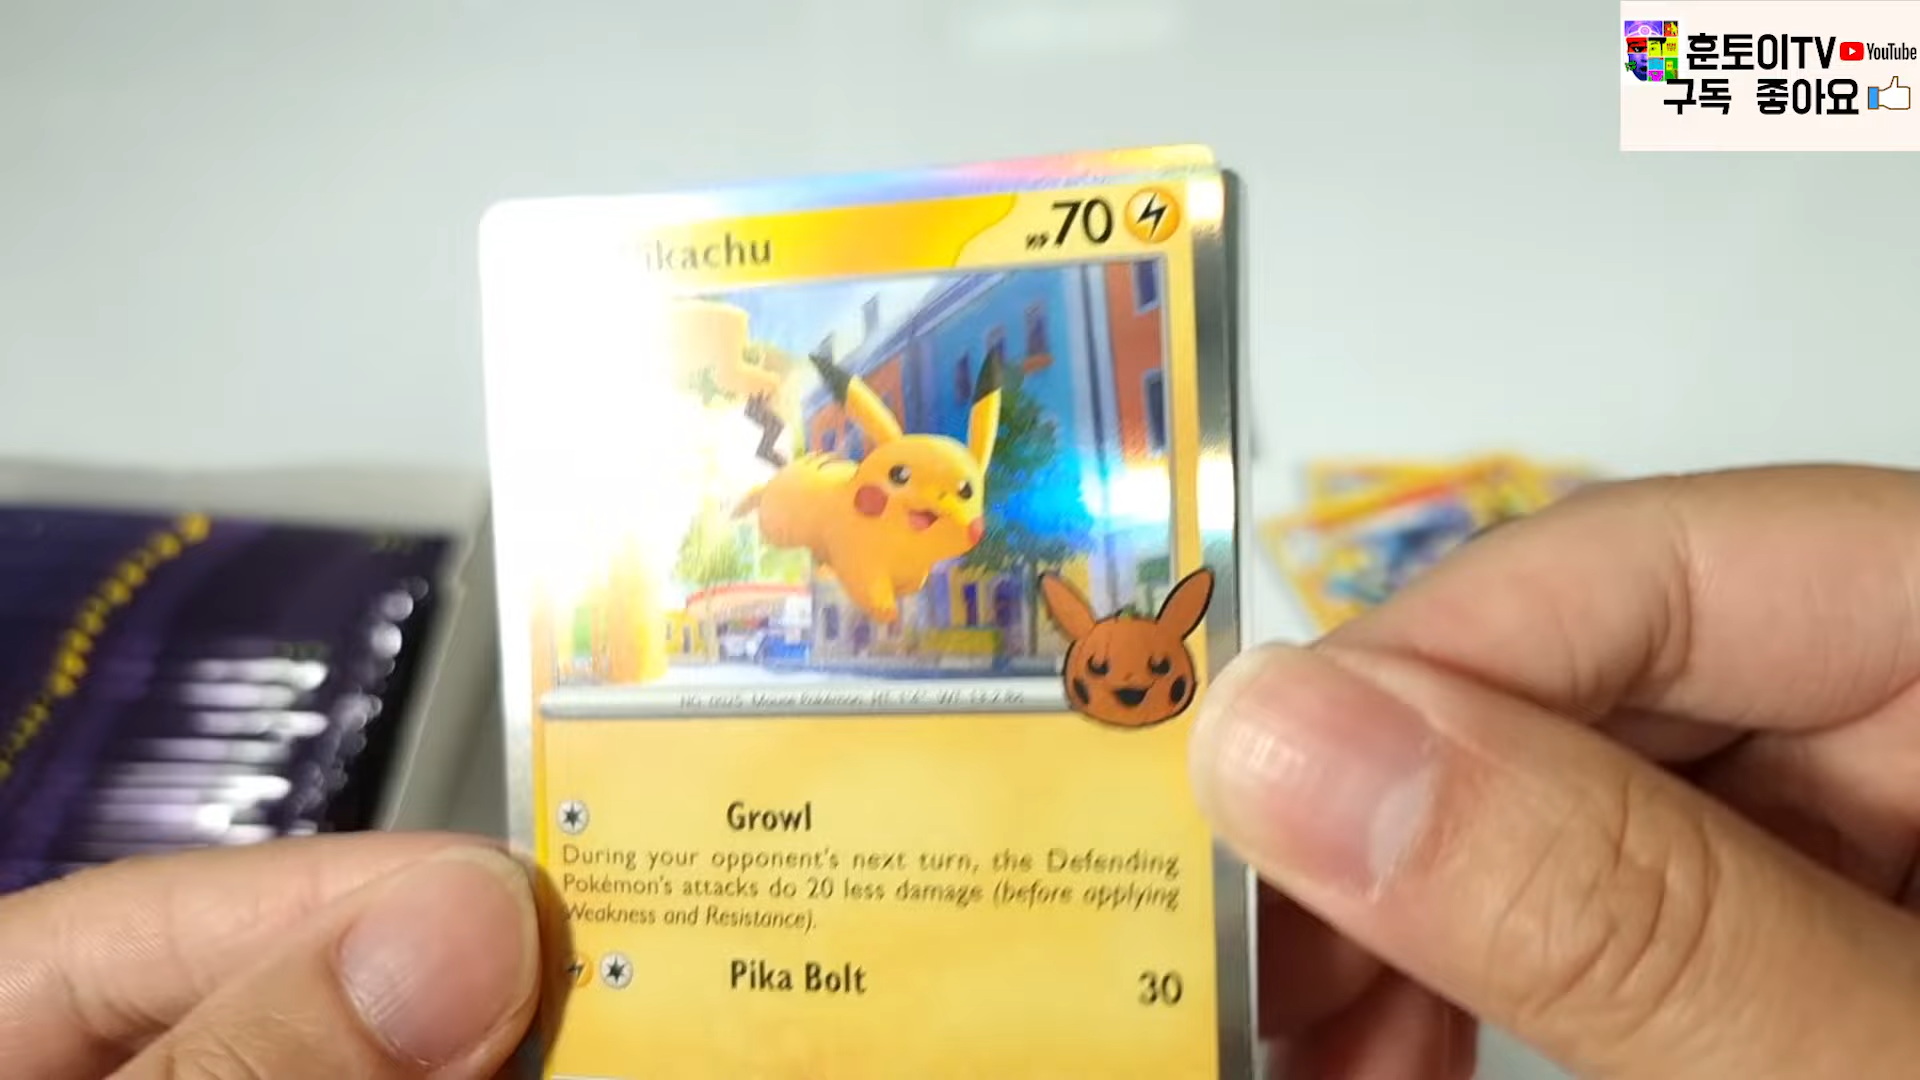 훈토이TV YouTube
구독 좋아요
ikachu
HP 70
Growl
During your opponent's next turn, the Defending
Pokémon's attacks do 20 less damage (before applying
Weakness and Resistance).
Pika Bolt 30